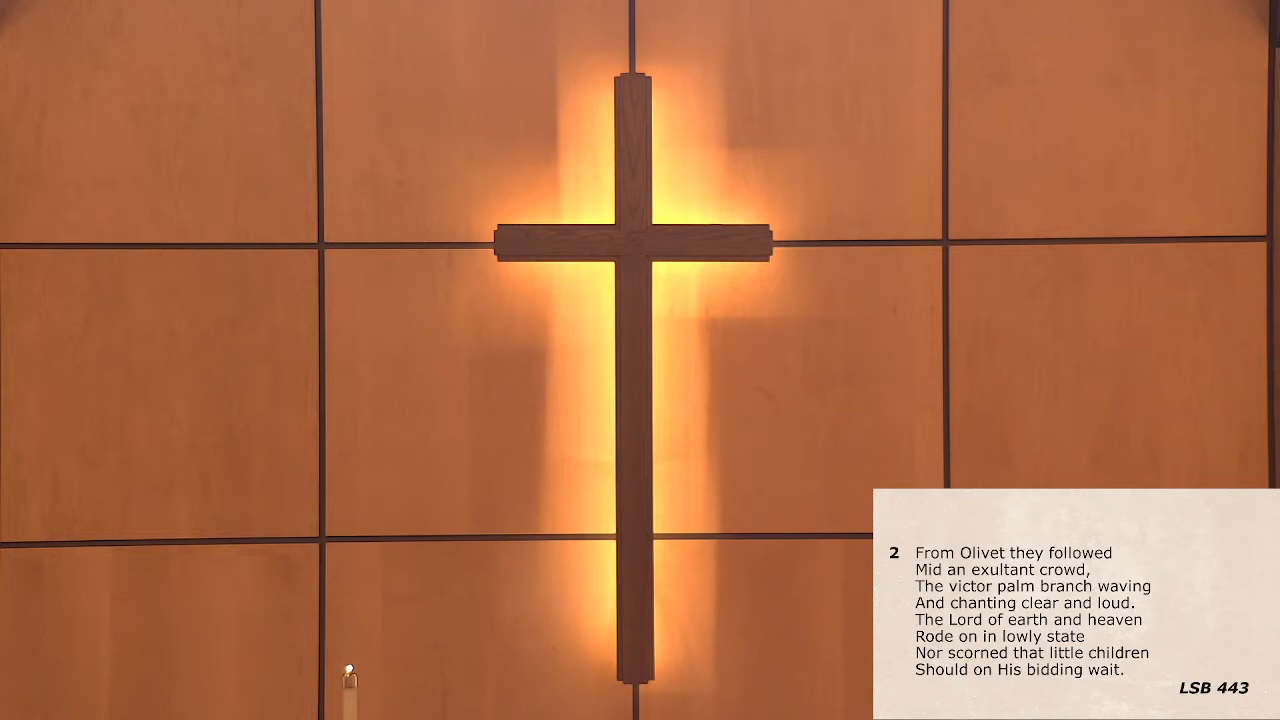 2 From Olivet they followed
Mid an exultant crowd,
The victor palm branch waving
And chanting clear and loud.
The Lord of earth and heaven
Rode on in lowly state
Nor scorned that little children
Should on His bidding wait.
LSB 443